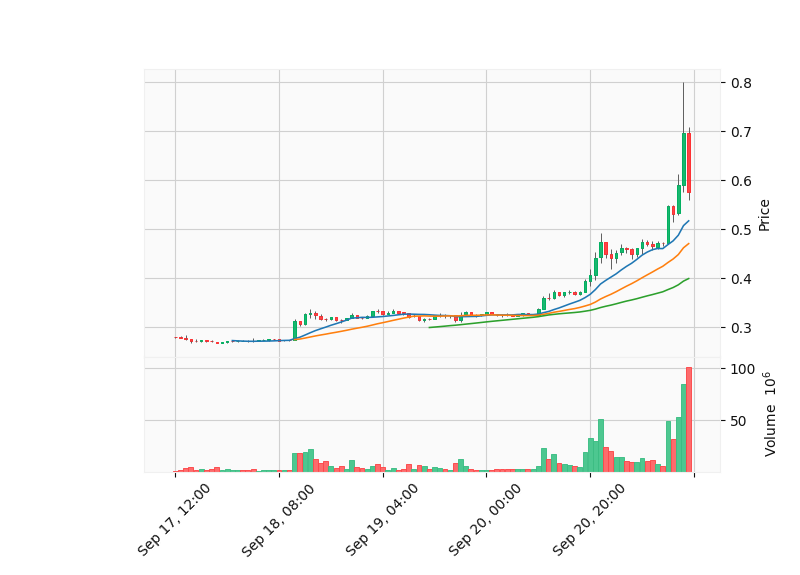 0.8
0.7
0.6
0.5
0.4
0.3
Price
100
50
Volume 10^6
Sep 17, 12:00
Sep 18, 08:00
Sep 19, 04:00
Sep 20, 00:00
Sep 20, 20:00